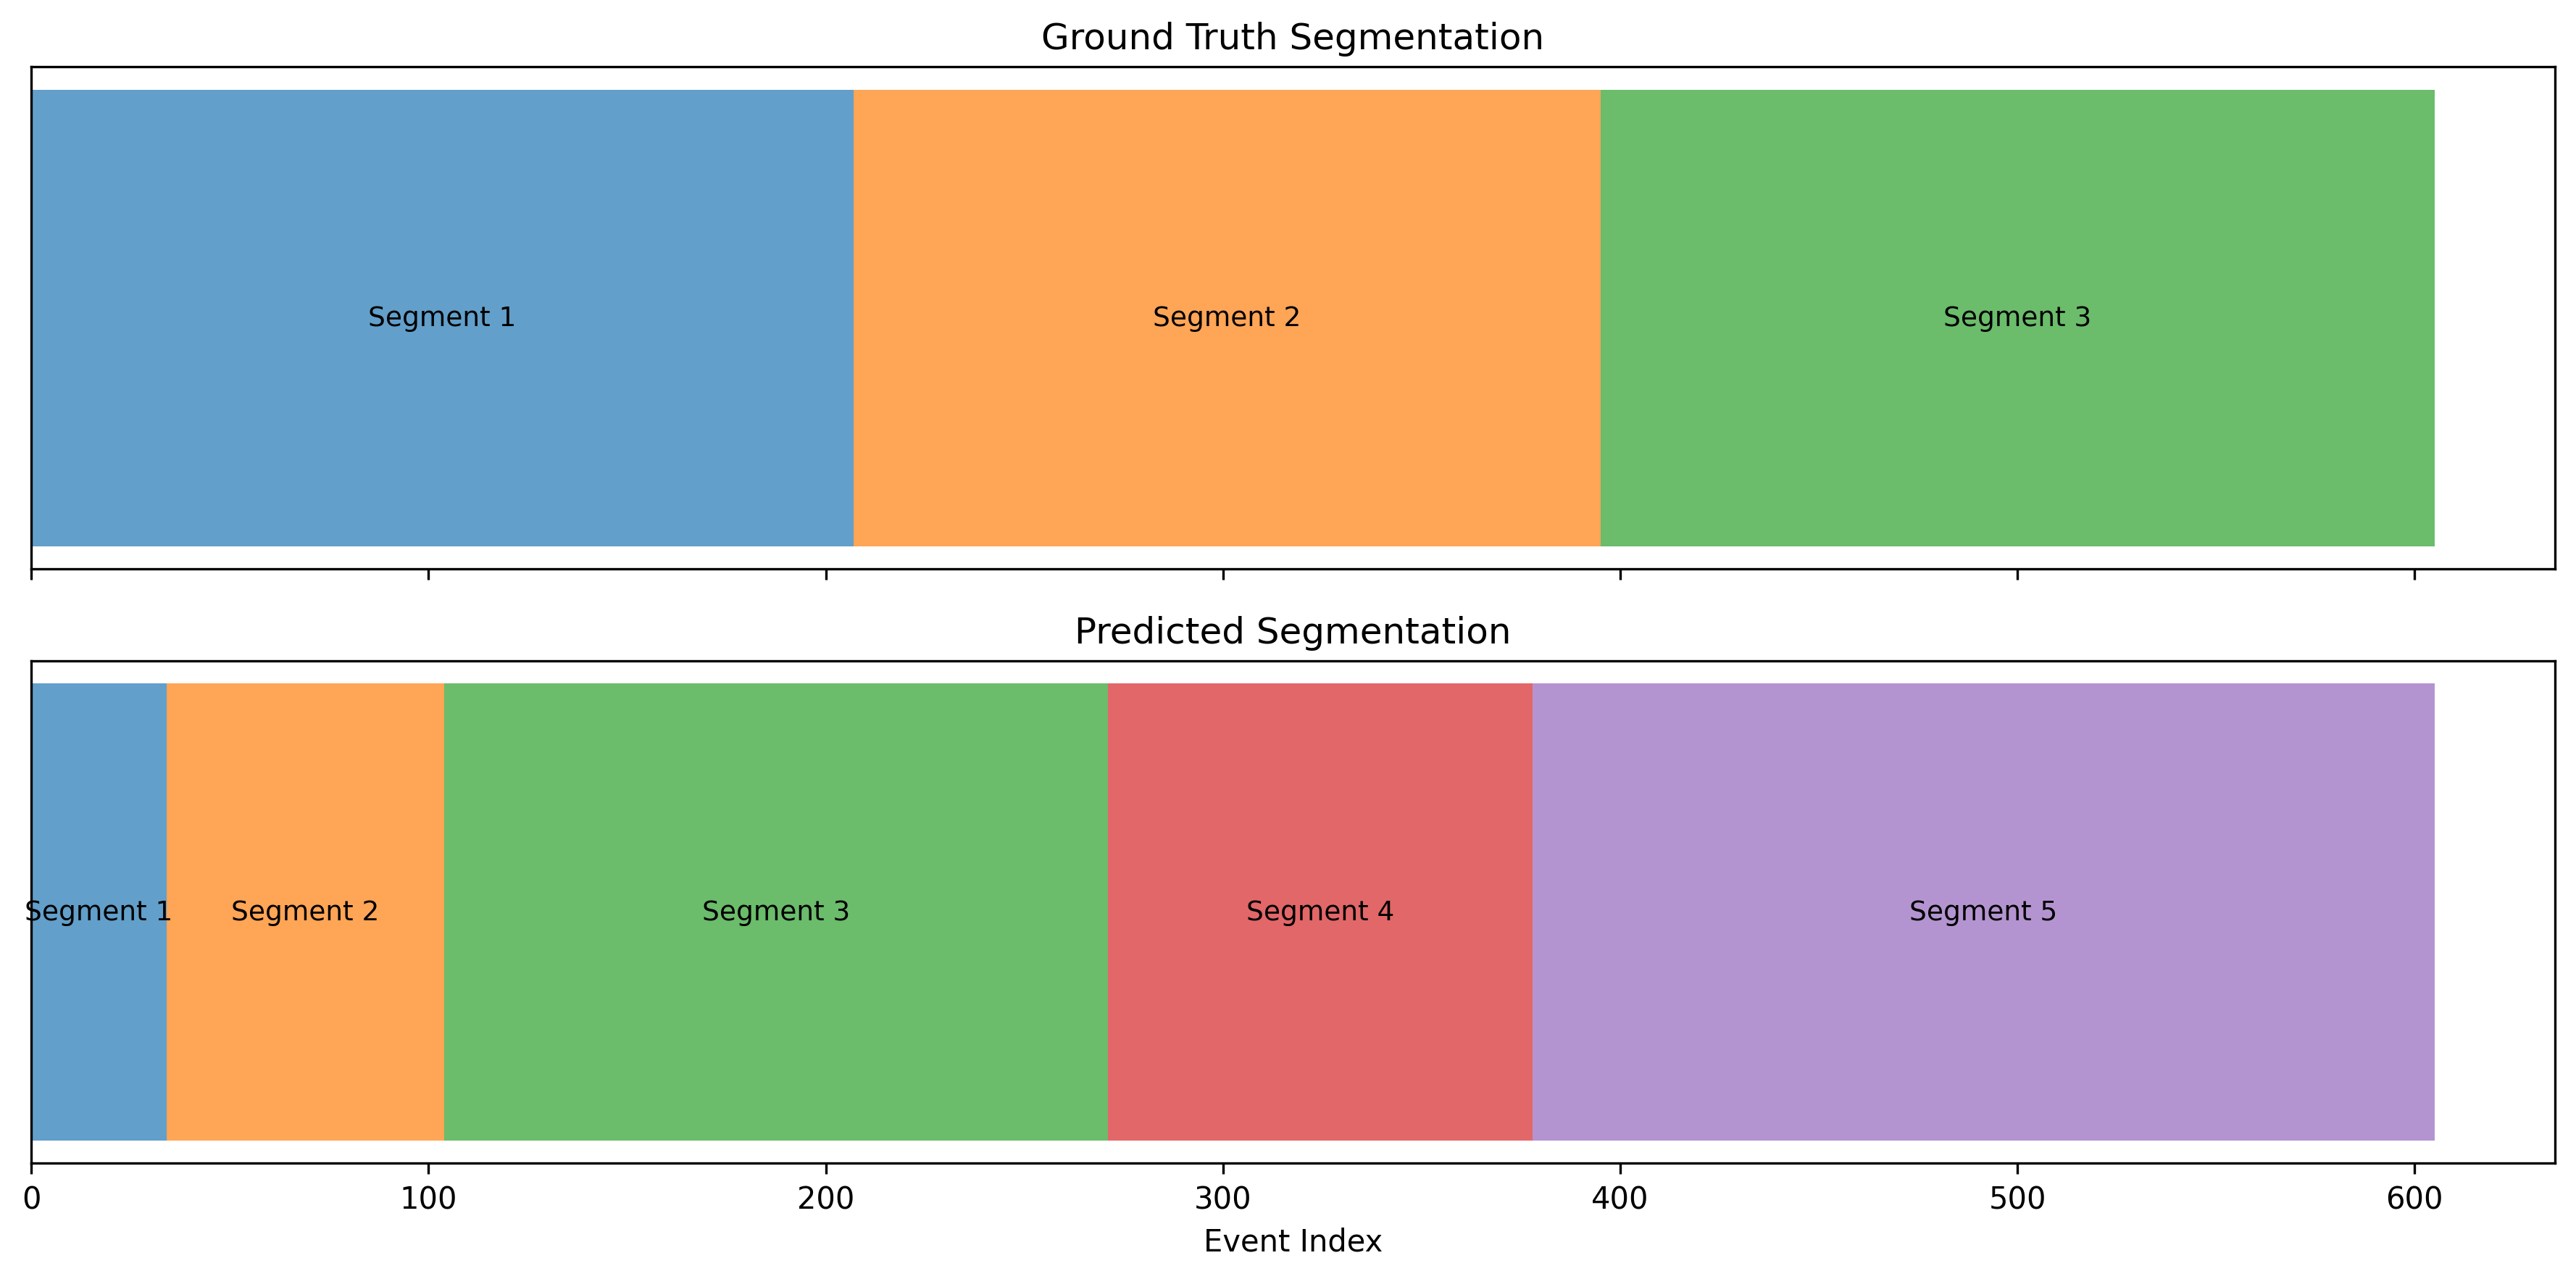 Ground Truth Segmentation
Segment 1 Segment 2 Segment 3
Predicted Segmentation
Segment 1 Segment 2 Segment 3 Segment 4 Segment 5
0 100 200 300 400 500 600
Event Index